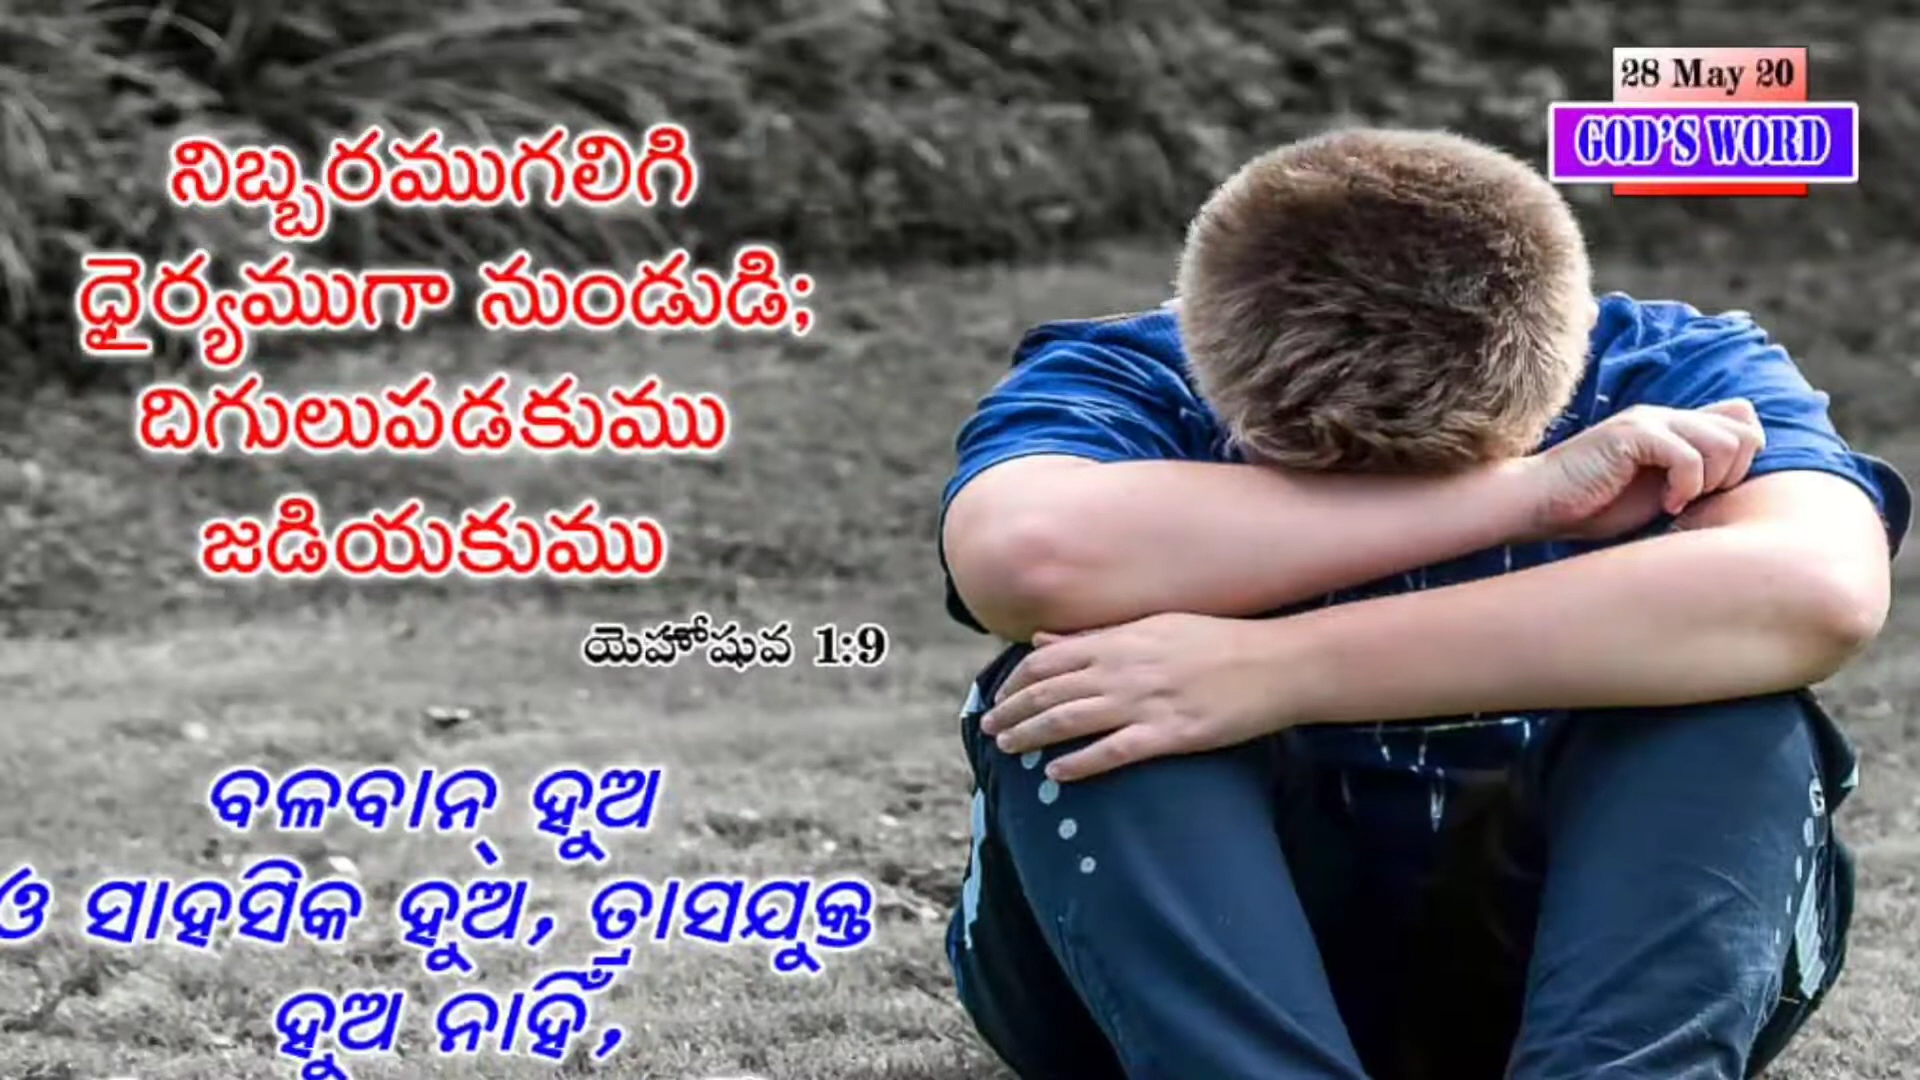 28 May 20
GOD'S WORD
నిబ్బరముగలిగి
ధైర్యముగా నుండుడి;
దిగులుపడకుము
జడియకుము
యెహోషువ 1:9
ବଳବାନ୍ ହୁଅ
ଓ ସାହସିକ ହୁଅ, ତ୍ରାସଯୁକ୍ତ
ହୁଅ ନାହିଁ,